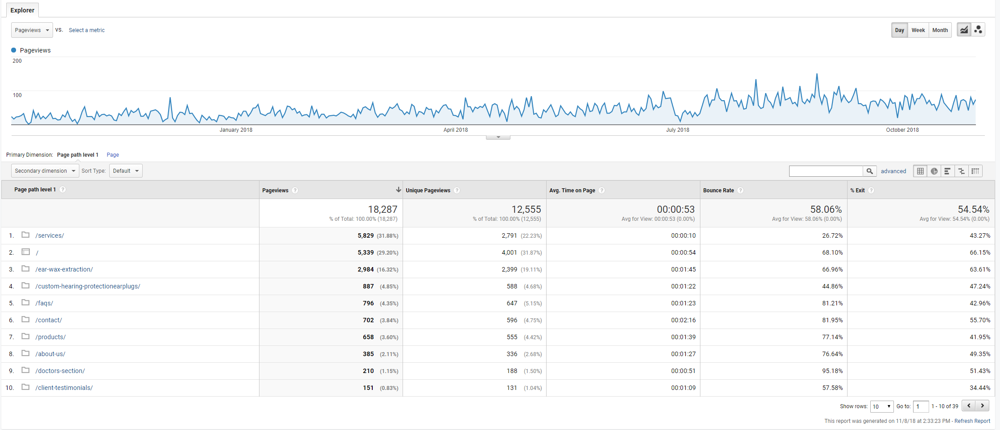 Explorer
Pageviews VS. Select a metric Day Week Month
Pageviews
200
100
January 2018 April 2018 July 2018 October 2018
Primary Dimension: Page path level 1 Page
Secondary dimension Sort Type: Default advanced
Page path level 1 ? Pageviews ? Unique Pageviews ? Avg. Time on Page ? Bounce Rate ? % Exit ?
18,287 12,555 00:00:53 58.06% 54.54%
% of Total: 100.00% (18,287) % of Total: 100.00% (12,555) Avg for View: 00:00:53 (0.00%) Avg for View: 58.06% (0.00%) Avg for View: 54.54% (0.00%)
1. /services/ 5,829 (31.88%) 2,791 (22.23%) 00:00:10 26.72% 43.27%
2. / 5,339 (29.20%) 4,001 (31.87%) 00:00:54 68.10% 66.15%
3. /ear-wax-extraction/ 2,984 (16.32%) 2,399 (19.11%) 00:01:45 66.96% 63.61%
4. /custom-hearing-protectionearplugs/ 887 (4.85%) 588 (4.68%) 00:01:22 44.86% 47.24%
5. /faqs/ 796 (4.35%) 647 (5.15%) 00:01:23 81.21% 42.96%
6. /contact/ 702 (3.84%) 596 (4.75%) 00:02:16 81.95% 55.70%
7. /products/ 658 (3.60%) 555 (4.42%) 00:01:39 77.14% 41.95%
8. /about-us/ 385 (2.11%) 336 (2.68%) 00:01:27 76.64% 49.35%
9. /doctors-section/ 210 (1.15%) 188 (1.50%) 00:00:51 95.18% 51.43%
10. /client-testimonials/ 151 (0.83%) 131 (1.04%) 00:01:09 57.58% 34.44%
Show rows: 10 Go to: 1 1 - 10 of 39
This report was generated on 11/8/18 at 2:33:23 PM - Refresh Report